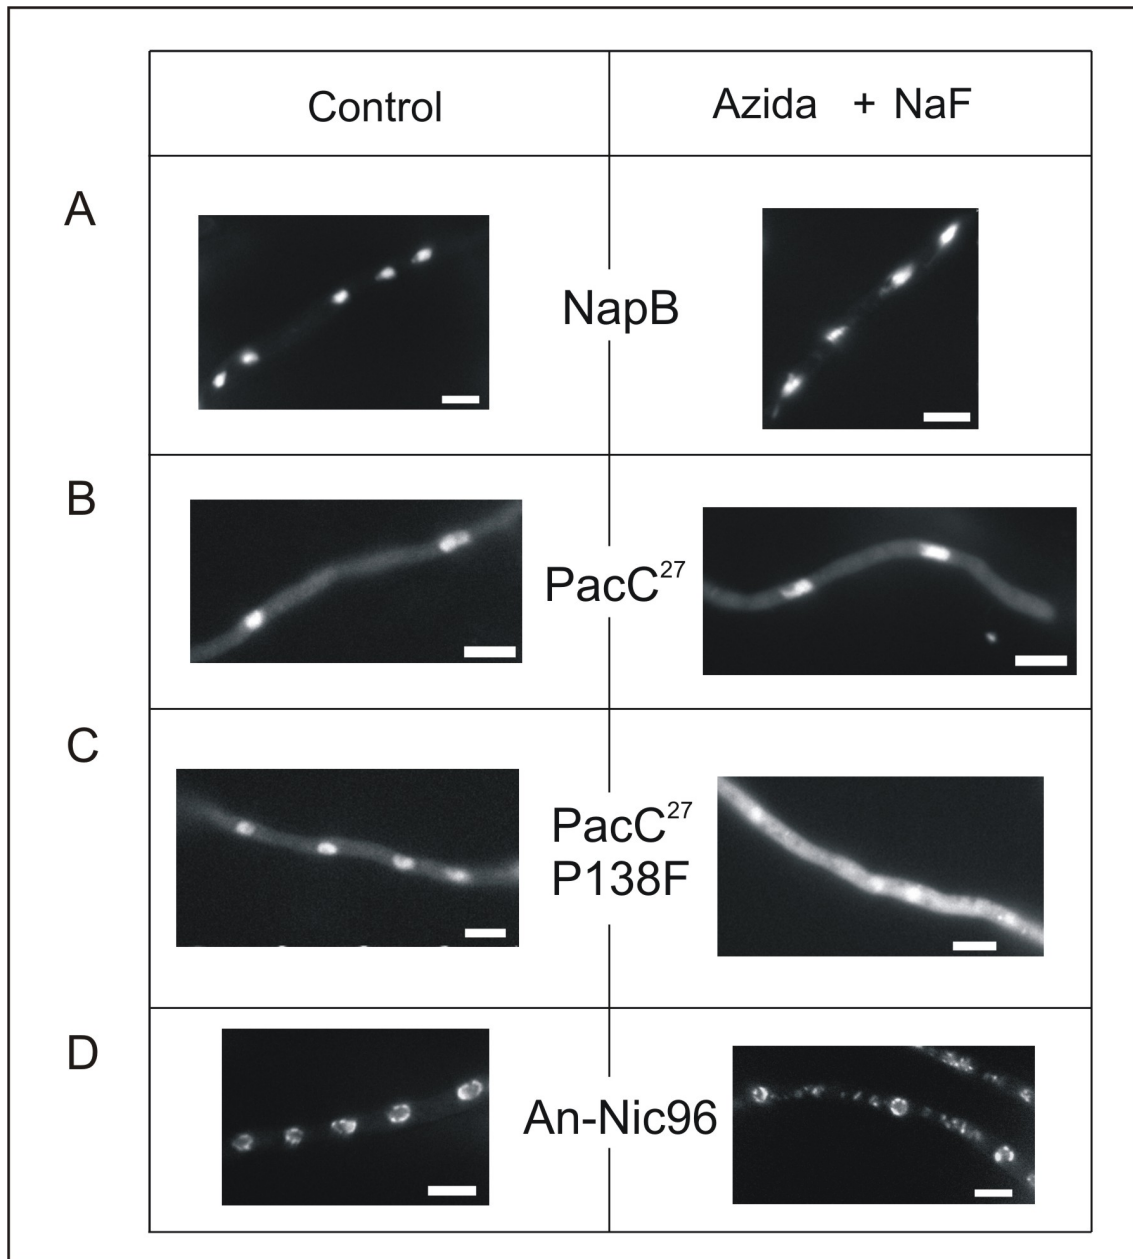 Control
Azida + NaF
A
NapB
B
PacC²⁷
C
PacC²⁷
P138F
D
An-Nic96